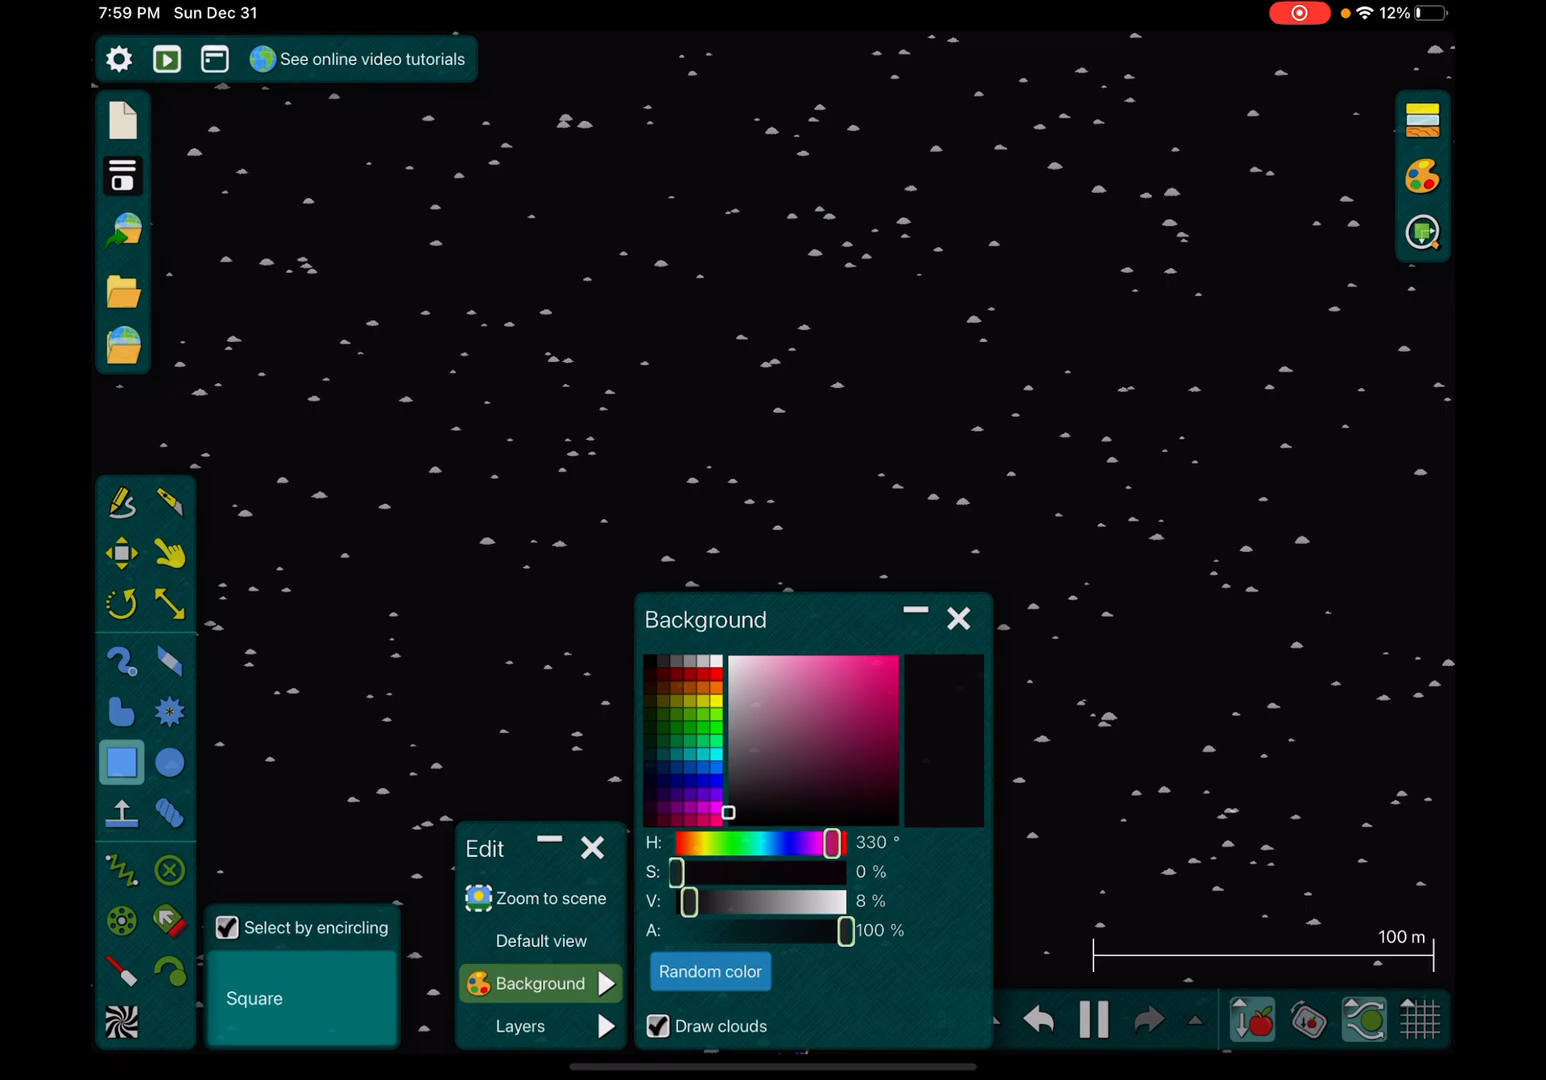 7:59 PM Sun Dec 31
12%
See online video tutorials
Background
H: 330 °
S: 0 %
V: 8 %
A: 100 %
Random color
Draw clouds
Edit
Zoom to scene
Default view
Background
Layers
Select by encircling
Square
100 m